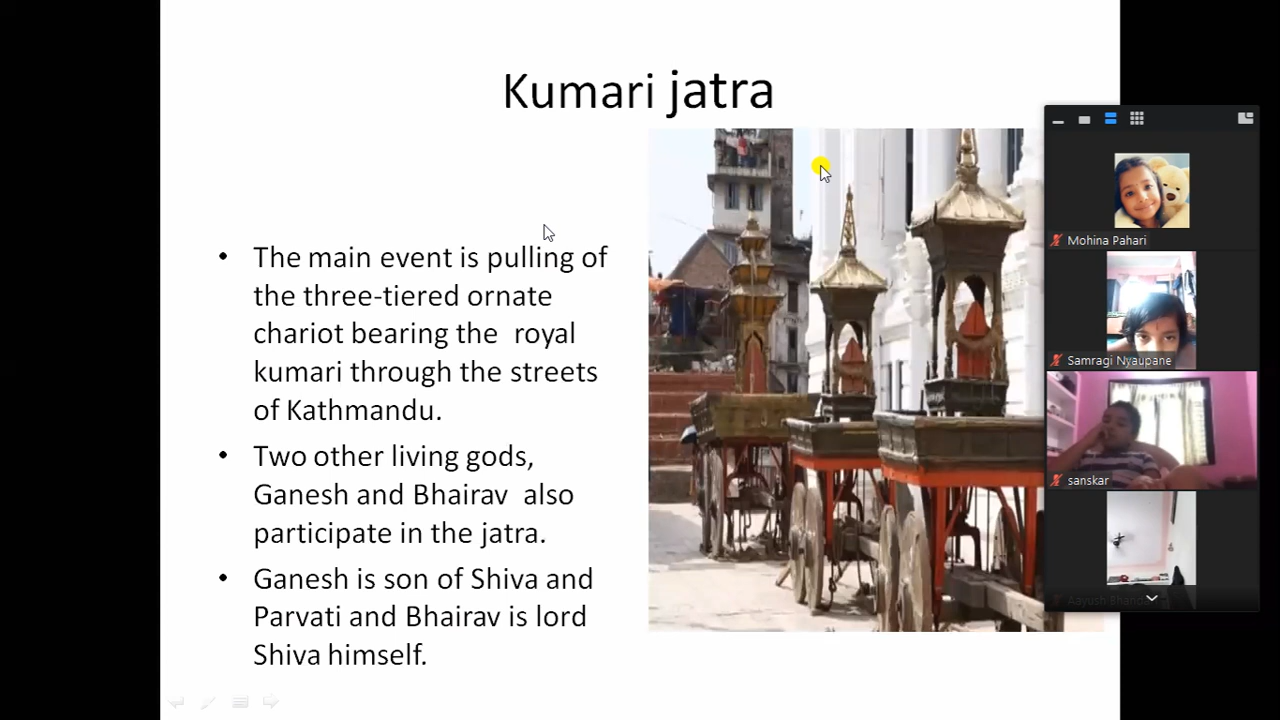 Kumari jatra
• The main event is pulling of
the three-tiered ornate
chariot bearing the royal
kumari through the streets
of Kathmandu.
• Two other living gods,
Ganesh and Bhairav also
participate in the jatra.
• Ganesh is son of Shiva and
Parvati and Bhairav is lord
Shiva himself.
Mohina Pahari
Samragi Nyaupane
sanskar
Aayush